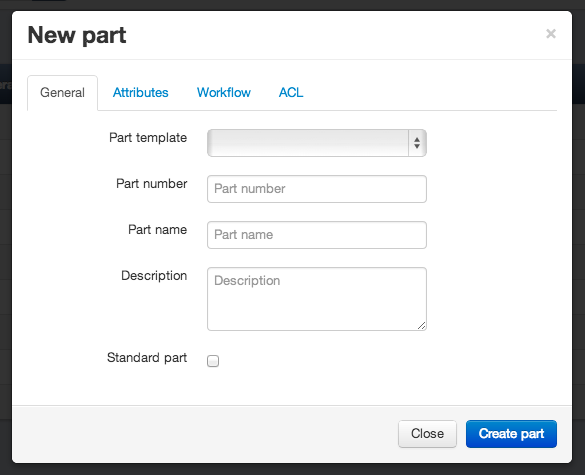 New part
×
General Attributes Workflow ACL
Part template
Part number Part number
Part name Part name
Description Description
Standard part
Close Create part